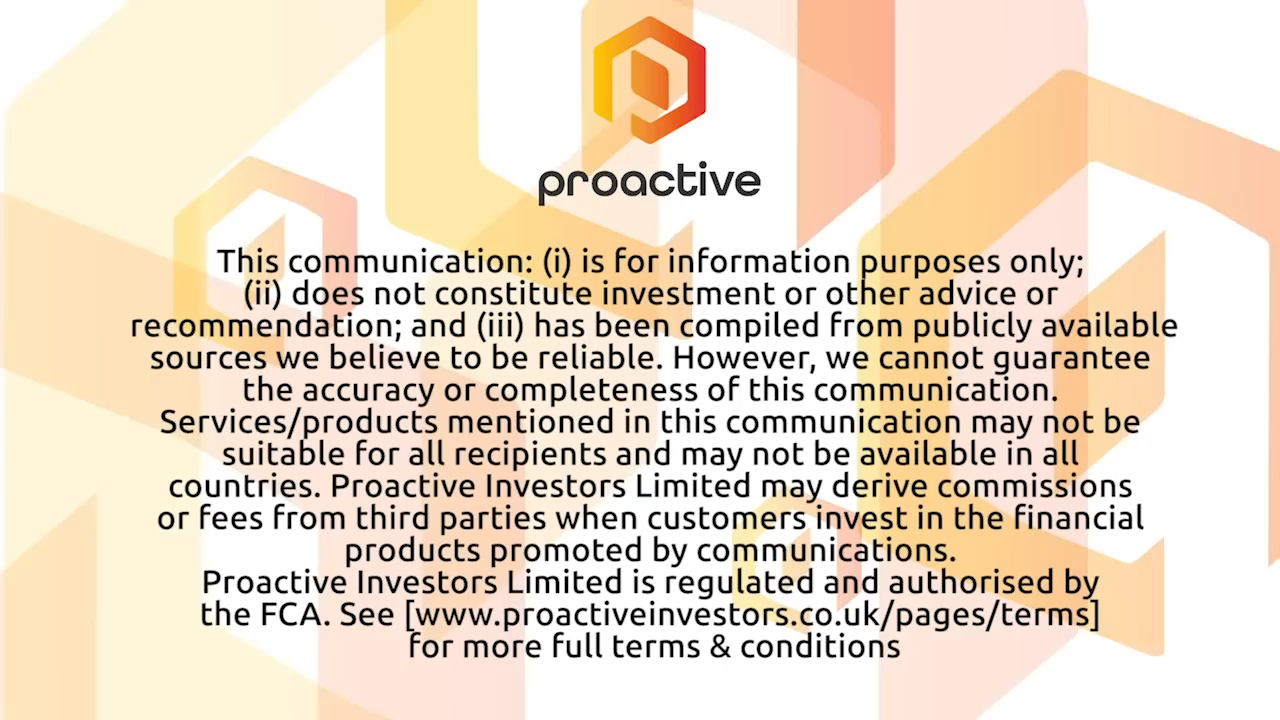 proactive
This communication: (i) is for information purposes only;
(ii) does not constitute investment or other advice or
recommendation; and (iii) has been compiled from publicly available
sources we believe to be reliable. However, we cannot guarantee
the accuracy or completeness of this communication.
Services/products mentioned in this communication may not be
suitable for all recipients and may not be available in all
countries. Proactive Investors Limited may derive commissions
or fees from third parties when customers invest in the financial
products promoted by communications.
Proactive Investors Limited is regulated and authorised by
the FCA. See [www.proactiveinvestors.co.uk/pages/terms]
for more full terms & conditions